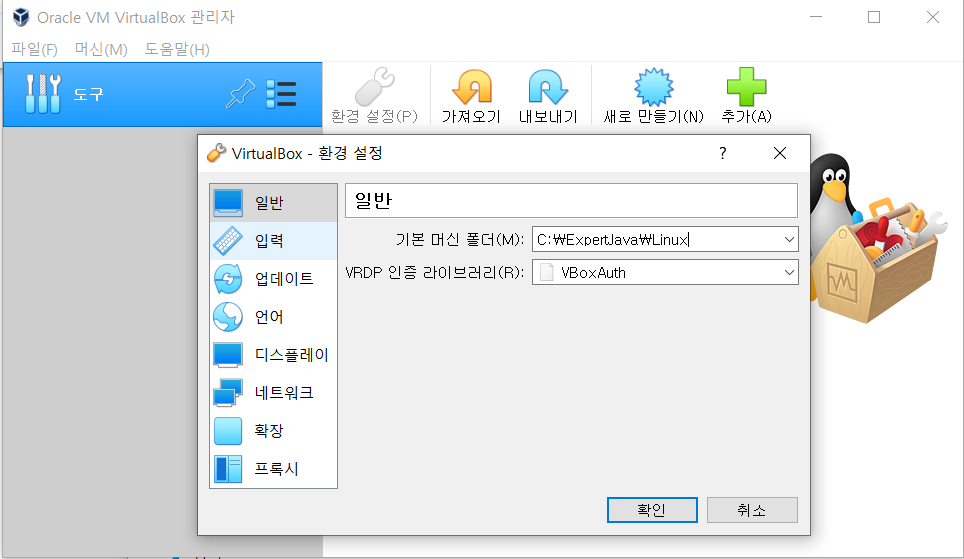 Oracle VM VirtualBox 관리자
파일(F) 머신(M) 도움말(H)
도구
환경 설정(P) 가져오기 내보내기 새로 만들기(N) 추가(A)
VirtualBox - 환경 설정
?
일반
입력
업데이트
언어
디스플레이
네트워크
확장
프록시
일반
기본 머신 폴더(M): C:₩ExpertJava₩Linux
VRDP 인증 라이브러리(R): VBoxAuth
확인 취소